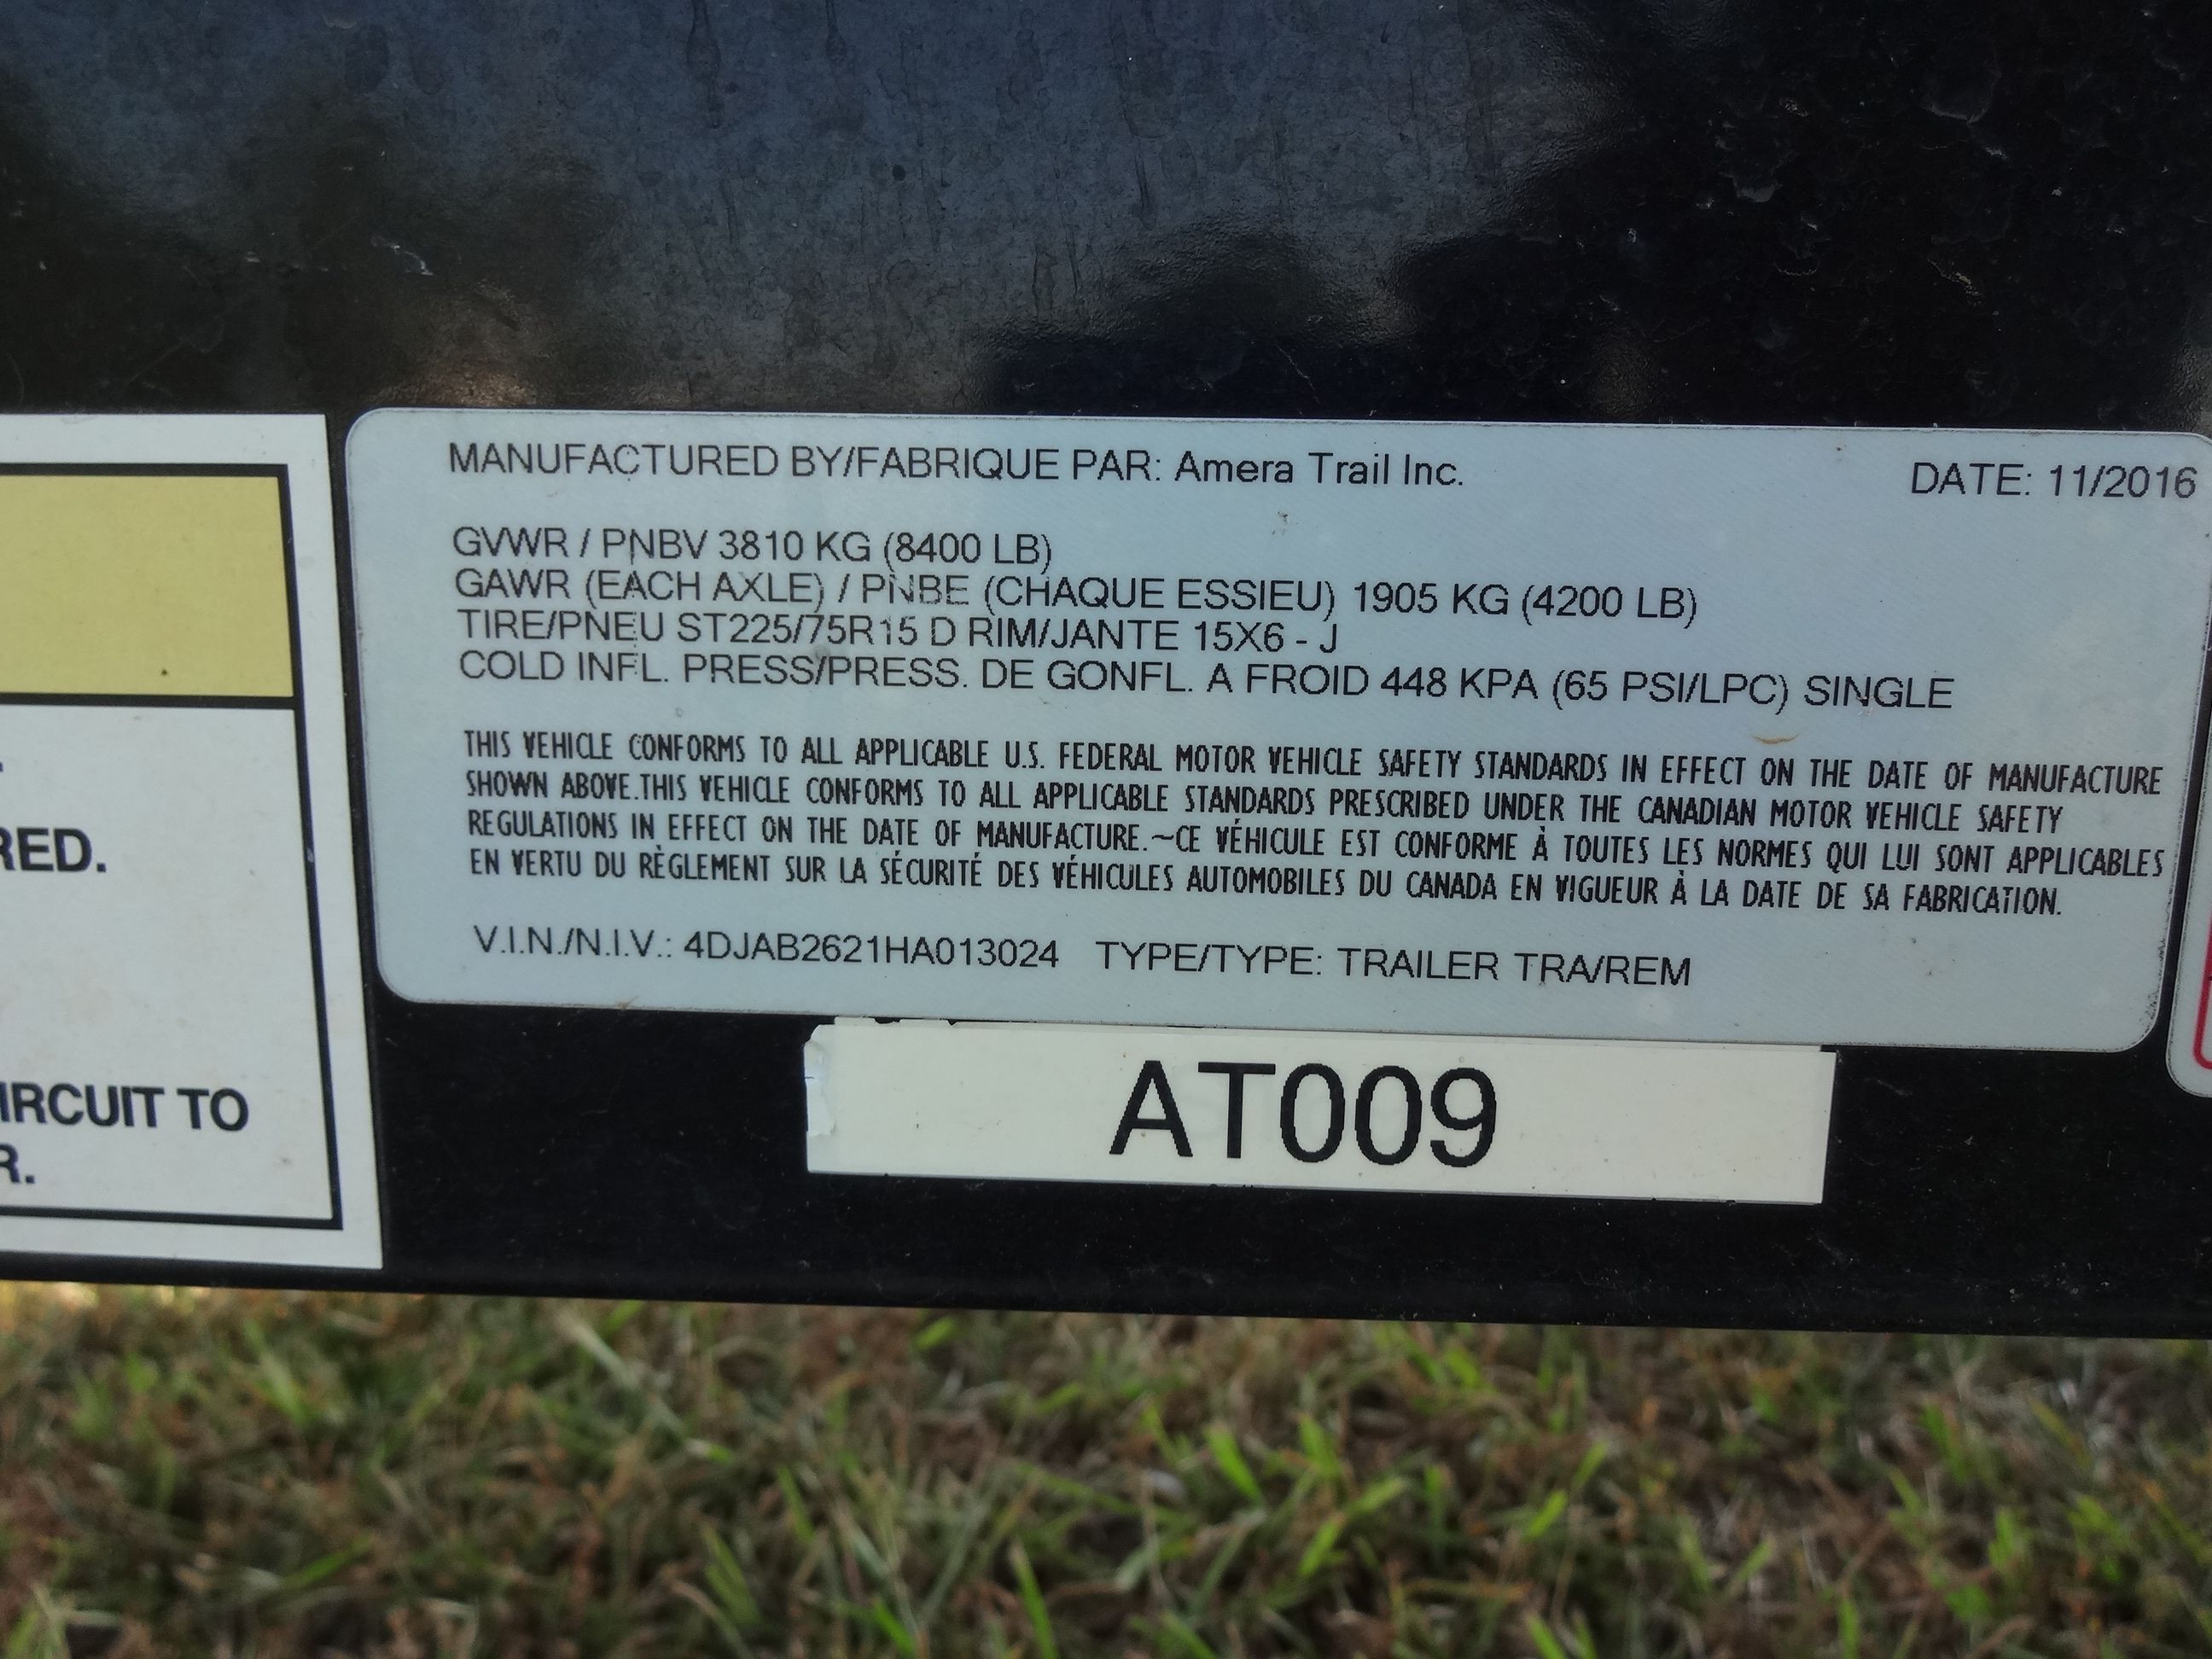 RED.
IRCUIT TO
R.
MANUFACTURED BY/FABRIQUE PAR: Amera Trail Inc. DATE: 11/2016
GVWR / PNBV 3810 KG (8400 LB)
GAWR (EACH AXLE) / PNBE (CHAQUE ESSIEU) 1905 KG (4200 LB)
TIRE/PNEU ST225/75R15 D RIM/JANTE 15X6 - J
COLD INFL. PRESS/PRESS. DE GONFL. A FROID 448 KPA (65 PSI/LPC) SINGLE
THIS VEHICLE CONFORMS TO ALL APPLICABLE U.S. FEDERAL MOTOR VEHICLE SAFETY STANDARDS IN EFFECT ON THE DATE OF MANUFACTURE
SHOWN ABOVE.THIS VEHICLE CONFORMS TO ALL APPLICABLE STANDARDS PRESCRIBED UNDER THE CANADIAN MOTOR VEHICLE SAFETY
REGULATIONS IN EFFECT ON THE DATE OF MANUFACTURE.~CE VÉHICULE EST CONFORME À TOUTES LES NORMES QUI LUI SONT APPLICABLES
EN VERTU DU RÈGLEMENT SUR LA SÉCURITÉ DES VÉHICULES AUTOMOBILES DU CANADA EN VIGUEUR À LA DATE DE SA FABRICATION.
V.I.N./N.I.V.: 4DJAB2621HA013024 TYPE/TYPE: TRAILER TRA/REM
AT009